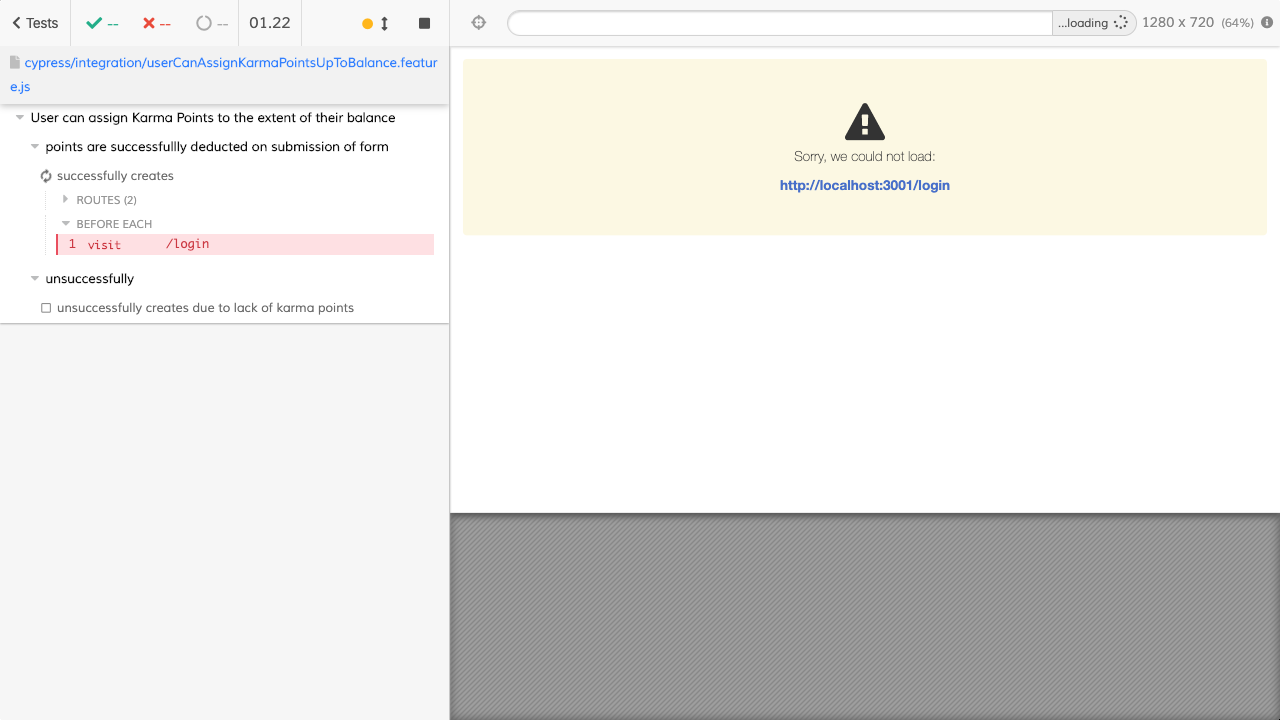 Tests
--
--
--
01.22
...loading
1280 x 720 (64%)
cypress/integration/userCanAssignKarmaPointsUpToBalance.featur
e.js
User can assign Karma Points to the extent of their balance
points are successfullly deducted on submission of form
successfully creates
ROUTES (2)
BEFORE EACH
1 visit /login
unsuccessfully
unsuccessfully creates due to lack of karma points
Sorry, we could not load:
http://localhost:3001/login